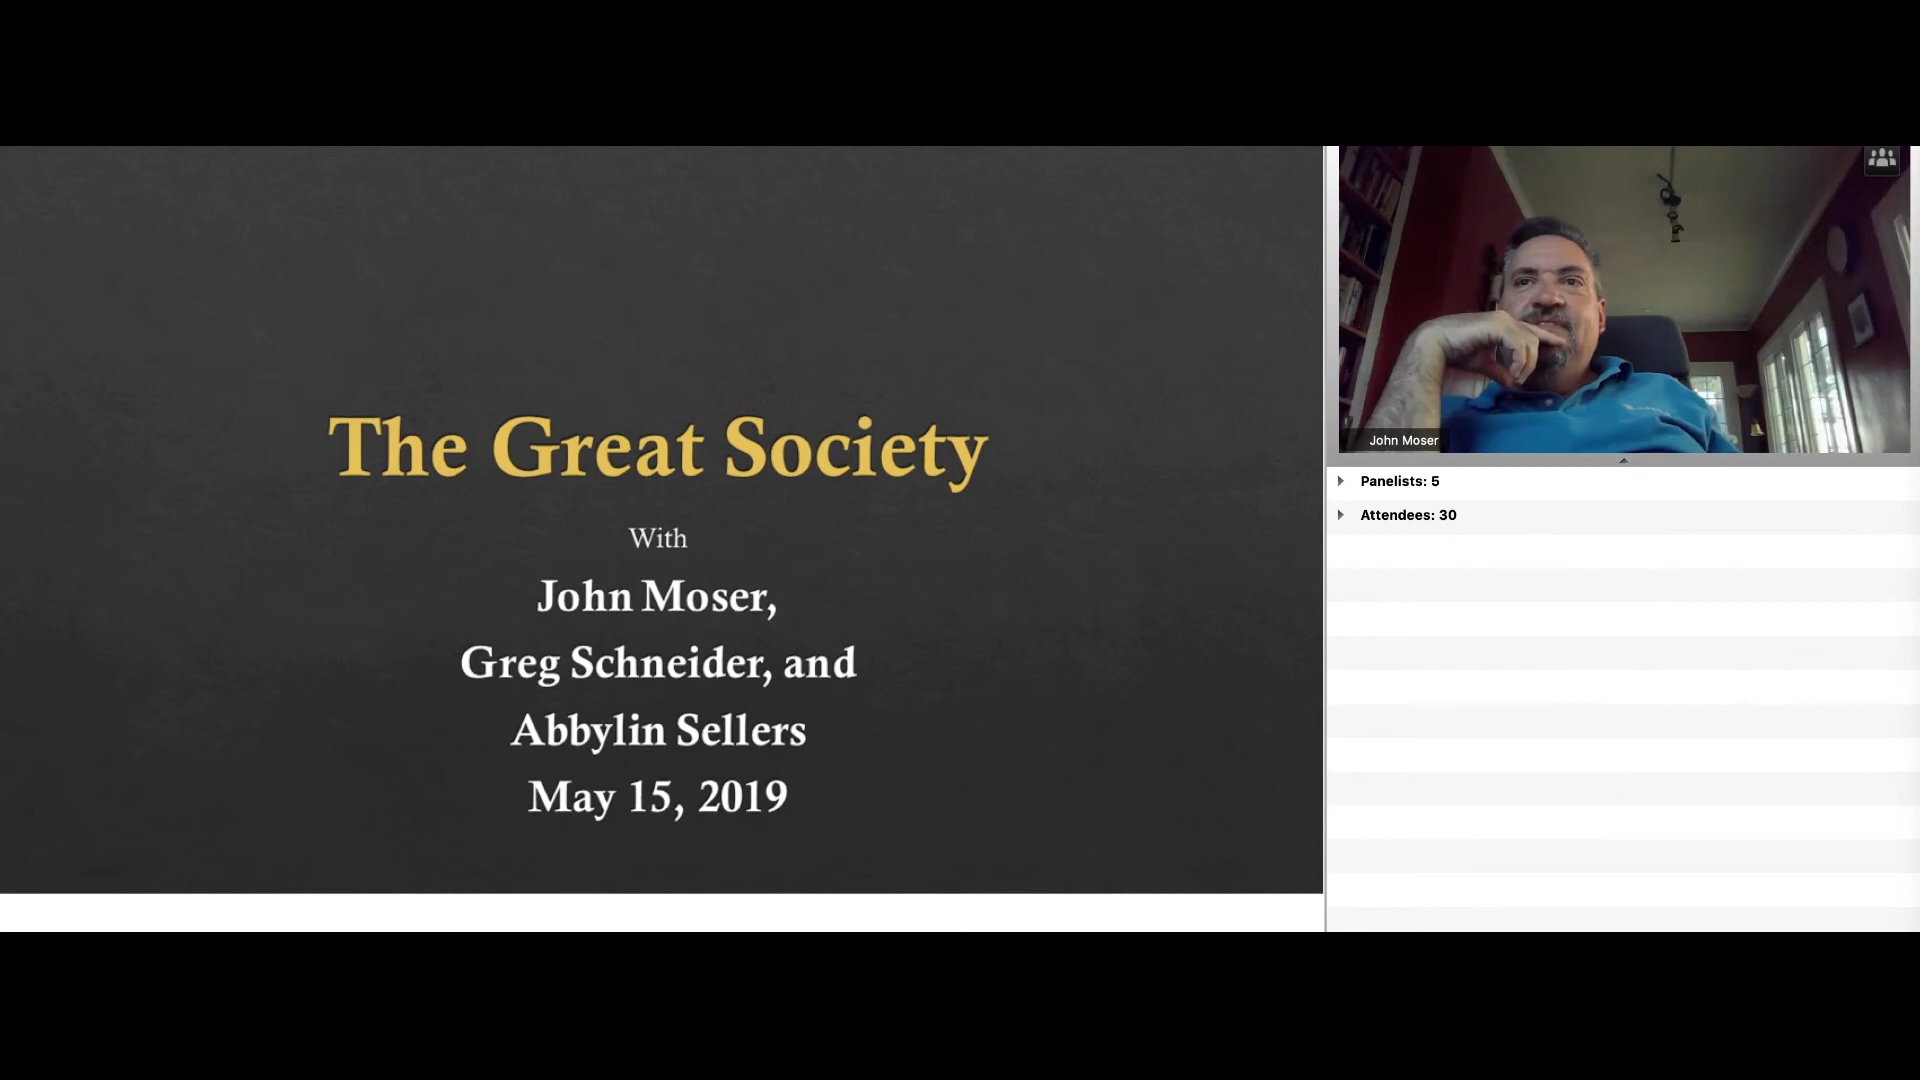 The Great Society
With
John Moser,
Greg Schneider, and
Abbylin Sellers
May 15, 2019
John Moser
Panelists: 5
Attendees: 30